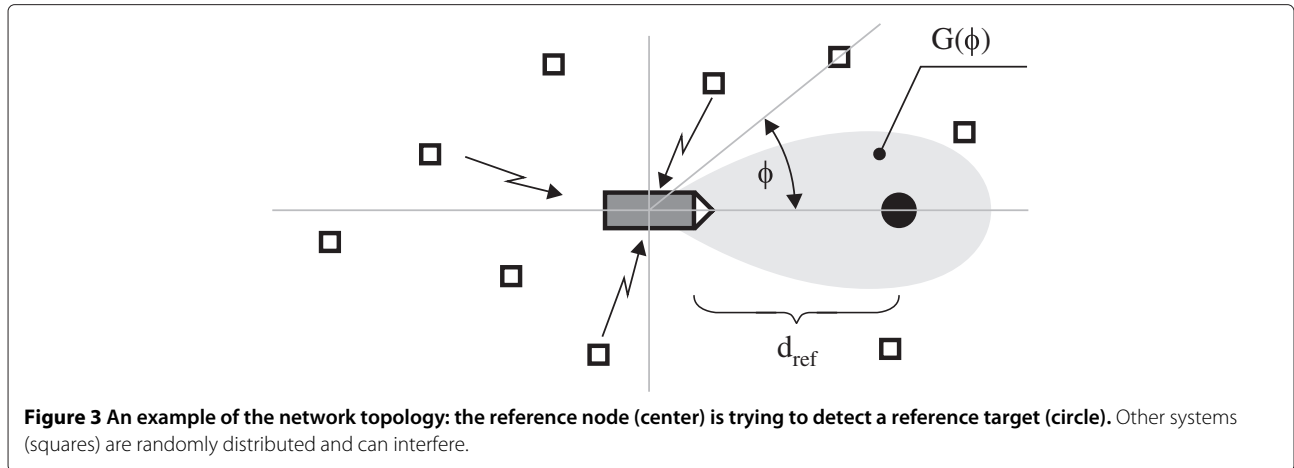 G(ϕ)
ϕ
d_ref
Figure 3 An example of the network topology: the reference node (center) is trying to detect a reference target (circle). Other systems
(squares) are randomly distributed and can interfere.